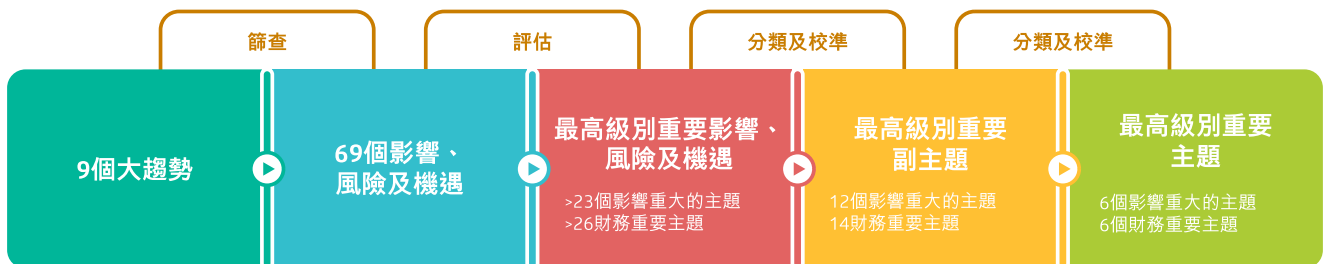 篩查
評估
分類及校準
分類及校準
9個大趨勢
69個影響、
風險及機遇
最高級別重要影響、
風險及機遇
>23個影響重大的主題
>26財務重要主題
最高級別重要
副主題
12個影響重大的主題
14財務重要主題
最高級別重要
主題
6個影響重大的主題
6個財務重要主題